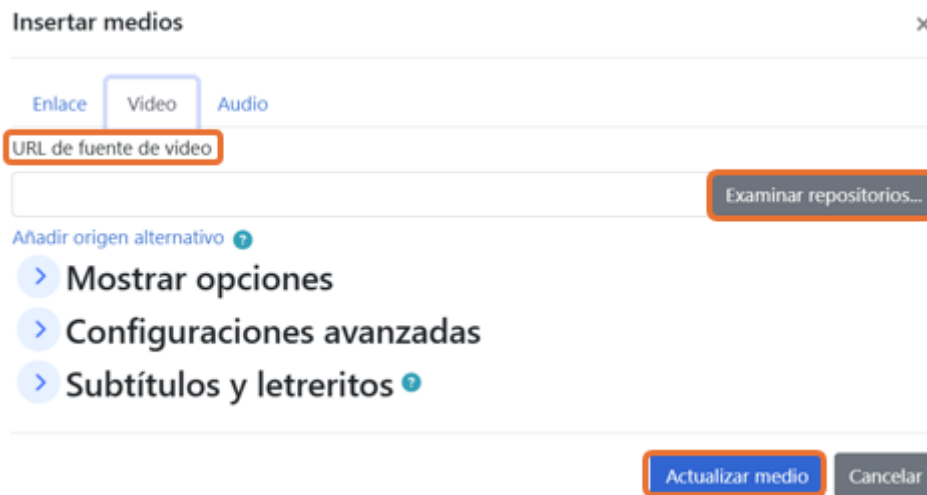 Insertar medios
Enlace Video Audio
URL de fuente de video
Examinar repositorios...
Añadir origen alternativo ?
Mostrar opciones
Configuraciones avanzadas
Subtítulos y letreritos ?
Actualizar medio Cancelar